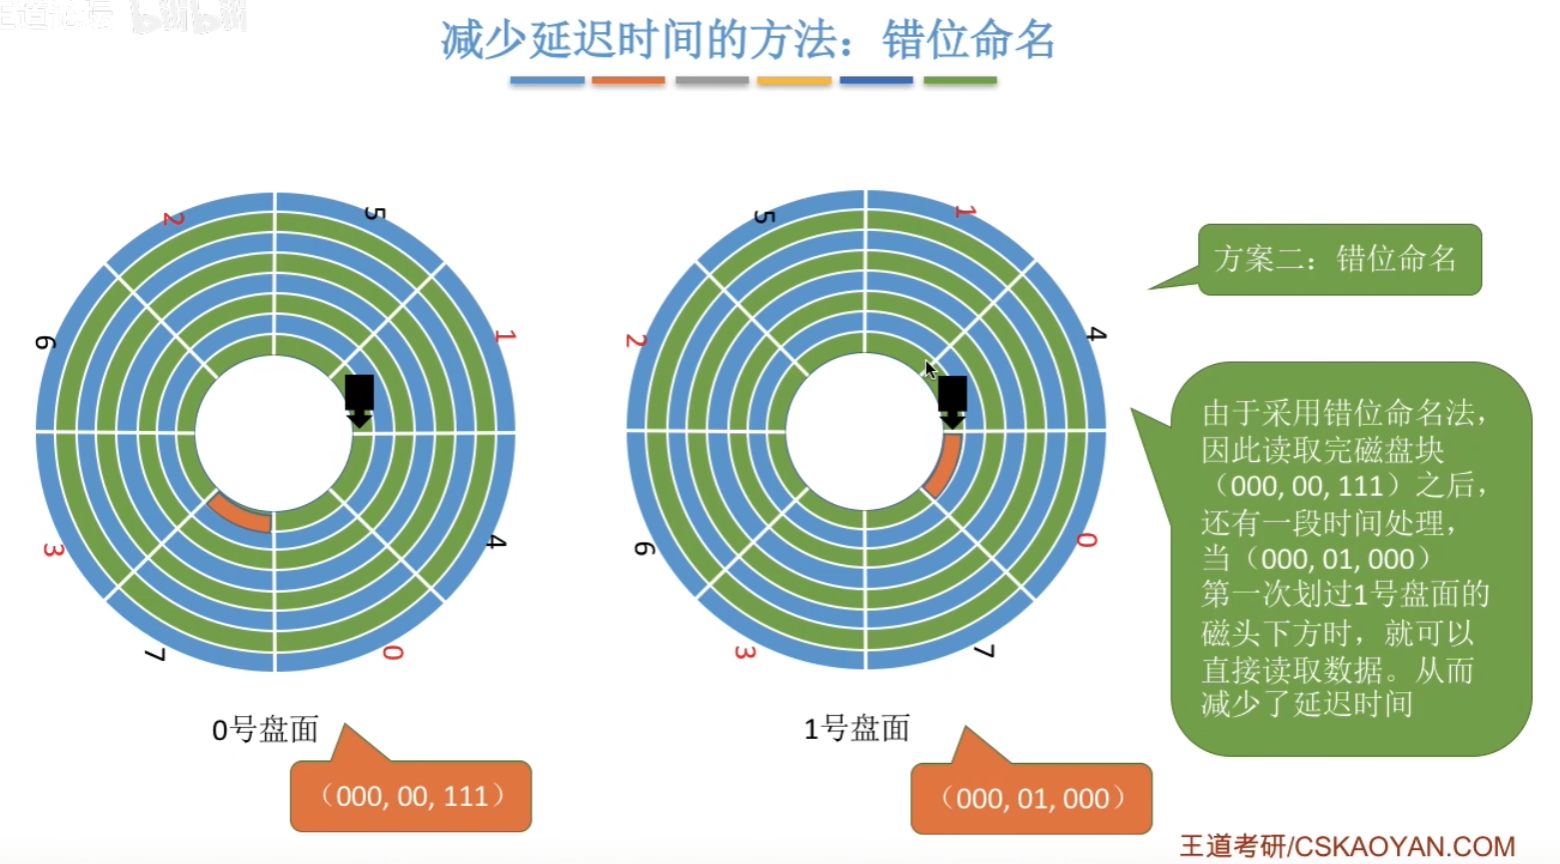 王道论坛 bilibili
减少延迟时间的方法：错位命名
2
5
6
1
3
4
7
0
0号盘面
（000, 00, 111）
5
1
2
4
6
0
3
7
1号盘面
（000, 01, 000）
方案二：错位命名
由于采用错位命名法，
因此读取完磁盘块
（000, 00, 111）之后，
还有一段时间处理，
当（000, 01, 000）
第一次划过1号盘面的
磁头下方时，就可以
直接读取数据。从而
减少了延迟时间
王道考研/CSKAOYAN.COM